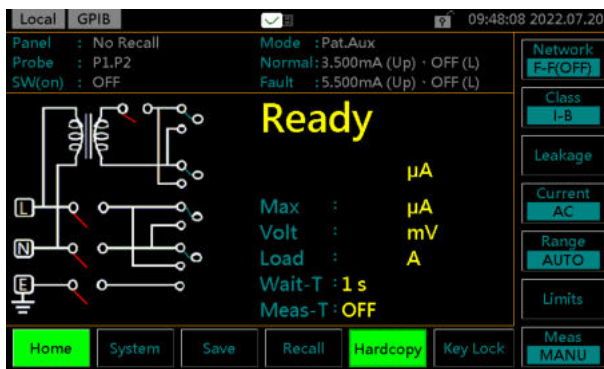 Local GPIB 09:48:08 2022.07.20
Panel : No Recall Mode :Pat.Aux
Probe : P1.P2 Normal:3.500mA (Up)、OFF (L)
SW(on) : OFF Fault :5.500mA (Up)、OFF (L)
Network
F-F(OFF)
Class
I-B
Leakage
Current
AC
Range
AUTO
Limits
Meas
MANU
Ready
µA
Max : µA
Volt : mV
Load : A
Wait-T : 1 s
Meas-T : OFF
L
N
E
Home System Save Recall Hardcopy Key Lock